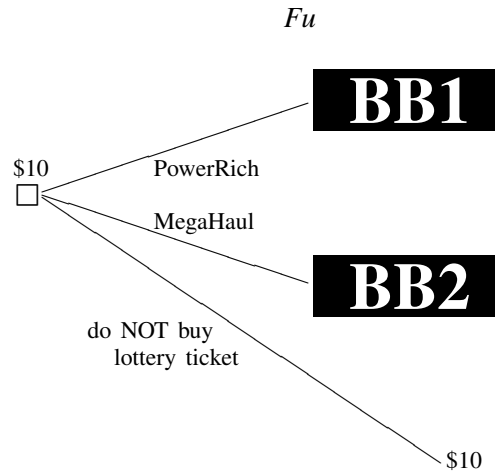 Fu
BB1
$10
PowerRich
MegaHaul
BB2
do NOT buy
lottery ticket
$10